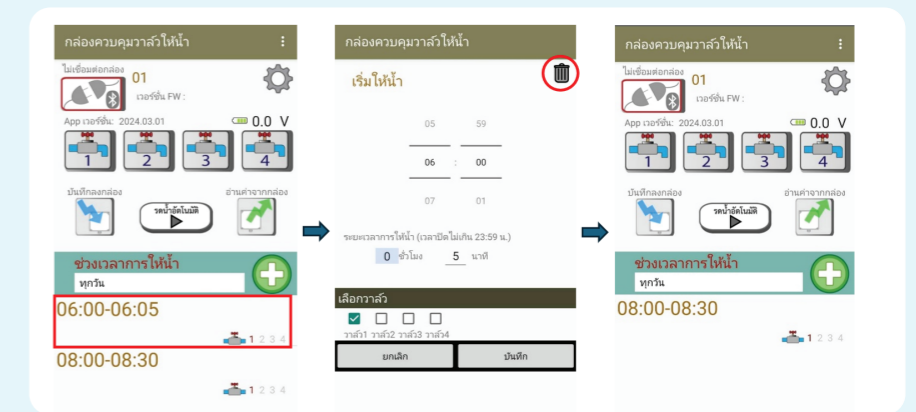 กล่องควบคุมวาล์วให้น้ำ
ไม่เชื่อมต่อกล่อง
01
เวอร์ชั่น FW :
App เวอร์ชั่น: 2024.03.01
0.0 V
1 2 3 4
บันทึกลงกล่อง อ่านค่าจากกล่อง
รดน้ำอัตโนมัติ
ช่วงเวลาการให้น้ำ
ทุกวัน
06:00-06:05
1 2 3 4
08:00-08:30
1 2 3 4
กล่องควบคุมวาล์วให้น้ำ
เริ่มให้น้ำ
05 59
06 : 00
07 01
ระยะเวลาการให้น้ำ (เวลาปิดไม่เกิน 23:59 น.)
0 ชั่วโมง 5 นาที
เลือกวาล์ว
วาล์ว1 วาล์ว2 วาล์ว3 วาล์ว4
ยกเลิก บันทึก
กล่องควบคุมวาล์วให้น้ำ
ไม่เชื่อมต่อกล่อง
01
เวอร์ชั่น FW :
App เวอร์ชั่น: 2024.03.01
0.0 V
1 2 3 4
บันทึกลงกล่อง อ่านค่าจากกล่อง
รดน้ำอัตโนมัติ
ช่วงเวลาการให้น้ำ
ทุกวัน
08:00-08:30
1 2 3 4